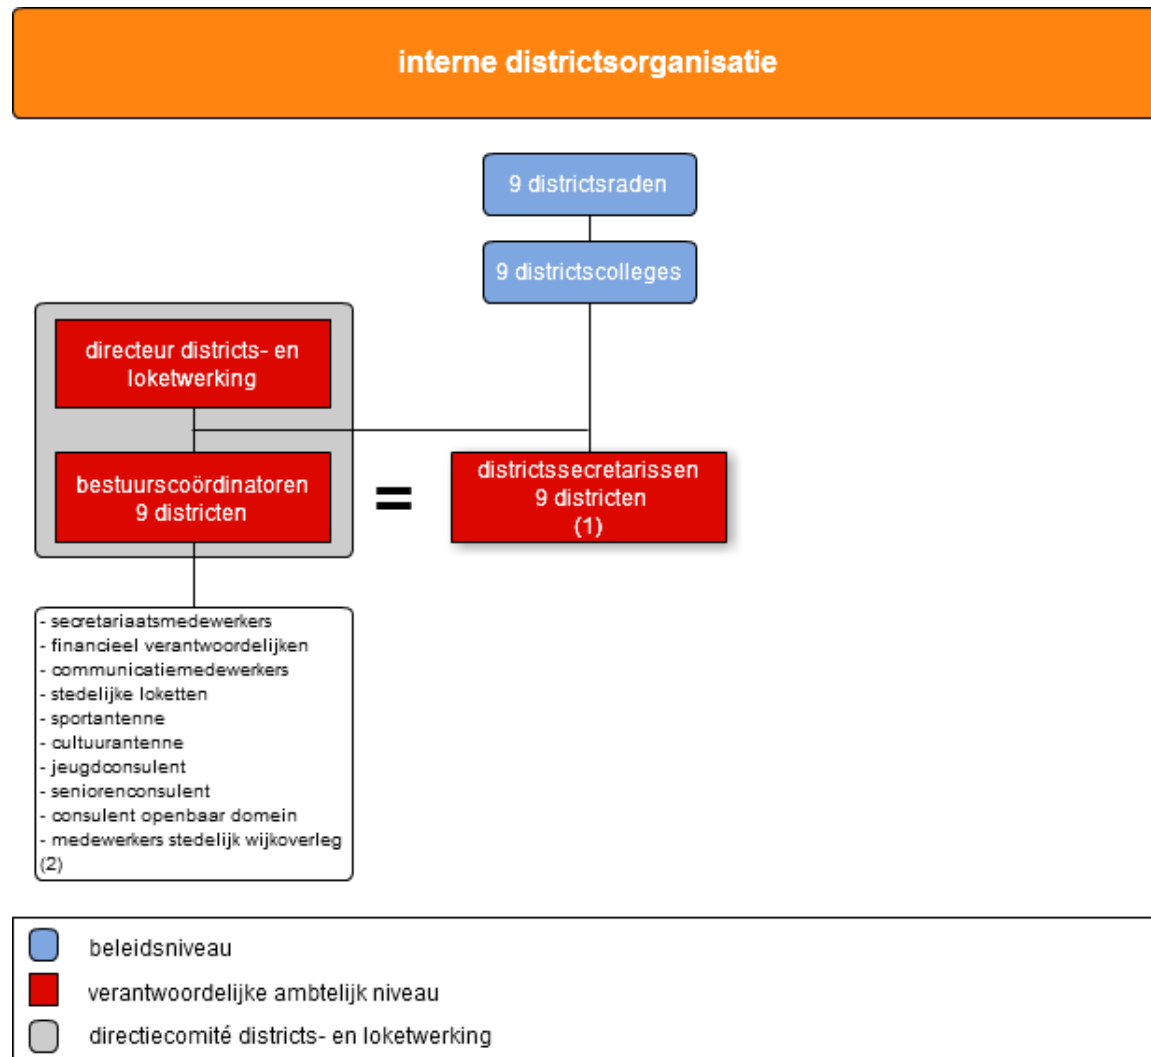 interne districtsorganisatie
9 districtsraden
9 districtscolleges
directeur districts- en
loketwerking
bestuurscoördinatoren
9 districten
=
districtssecretarissen
9 districten
(1)
- secretariaatsmedewerkers
- financieel verantwoordelijken
- communicatiemedewerkers
- stedelijke loketten
- sportantenne
- cultuurantenne
- jeugdconsulent
- seniorenconsulent
- consulent openbaar domein
- medewerkers stedelijk wijkoverleg
(2)
beleidsniveau
verantwoordelijke ambtelijk niveau
directiecomité districts- en loketwerking